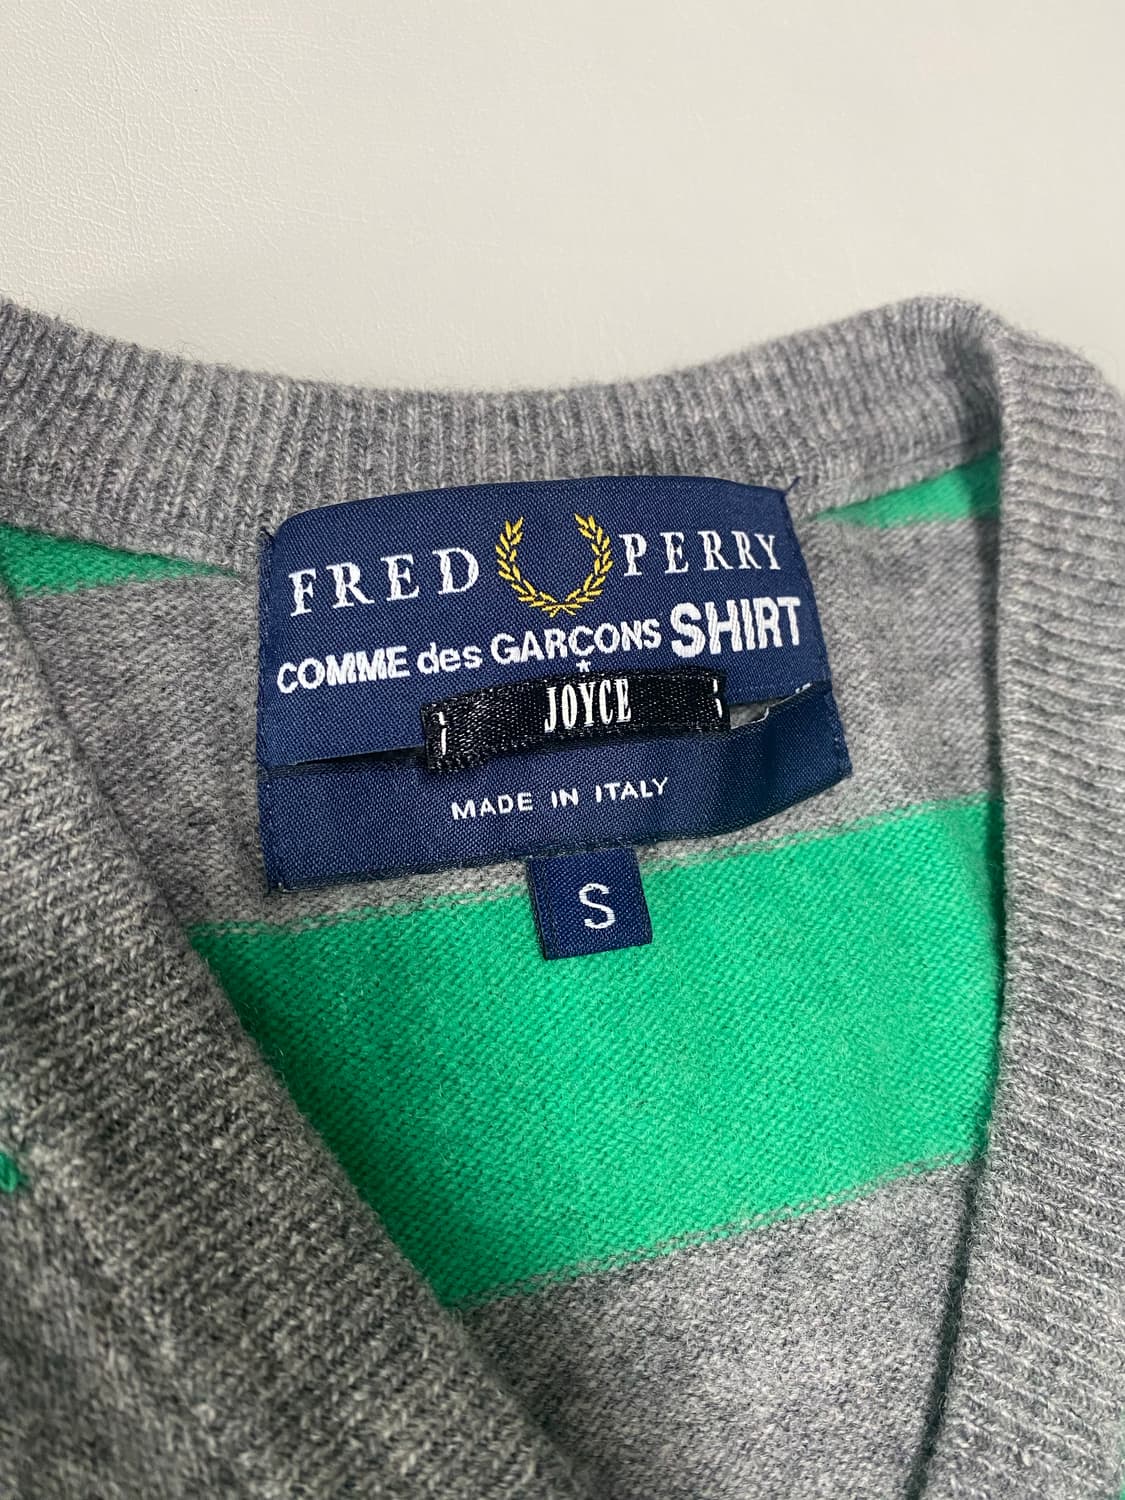 FRED PERRY
COMME des GARÇONS SHIRT
*
JOYCE
MADE IN ITALY
S